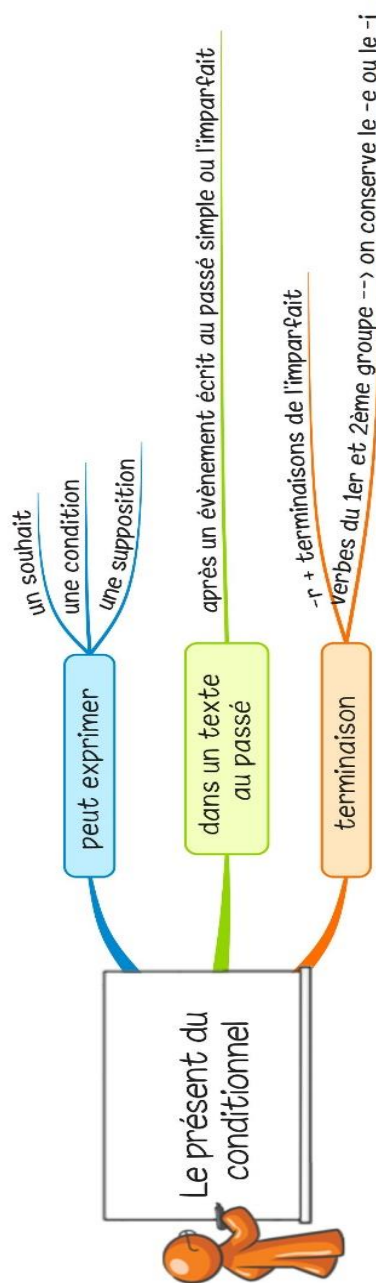 Le présent du
conditionnel
peut exprimer
un souhait
une condition
une supposition
dans un texte
au passé
après un évènement écrit au passé simple ou l'imparfait
terminaison
-r + terminaisons de l'imparfait
verbes du 1er et 2ème groupe --> on conserve le -e ou le -i